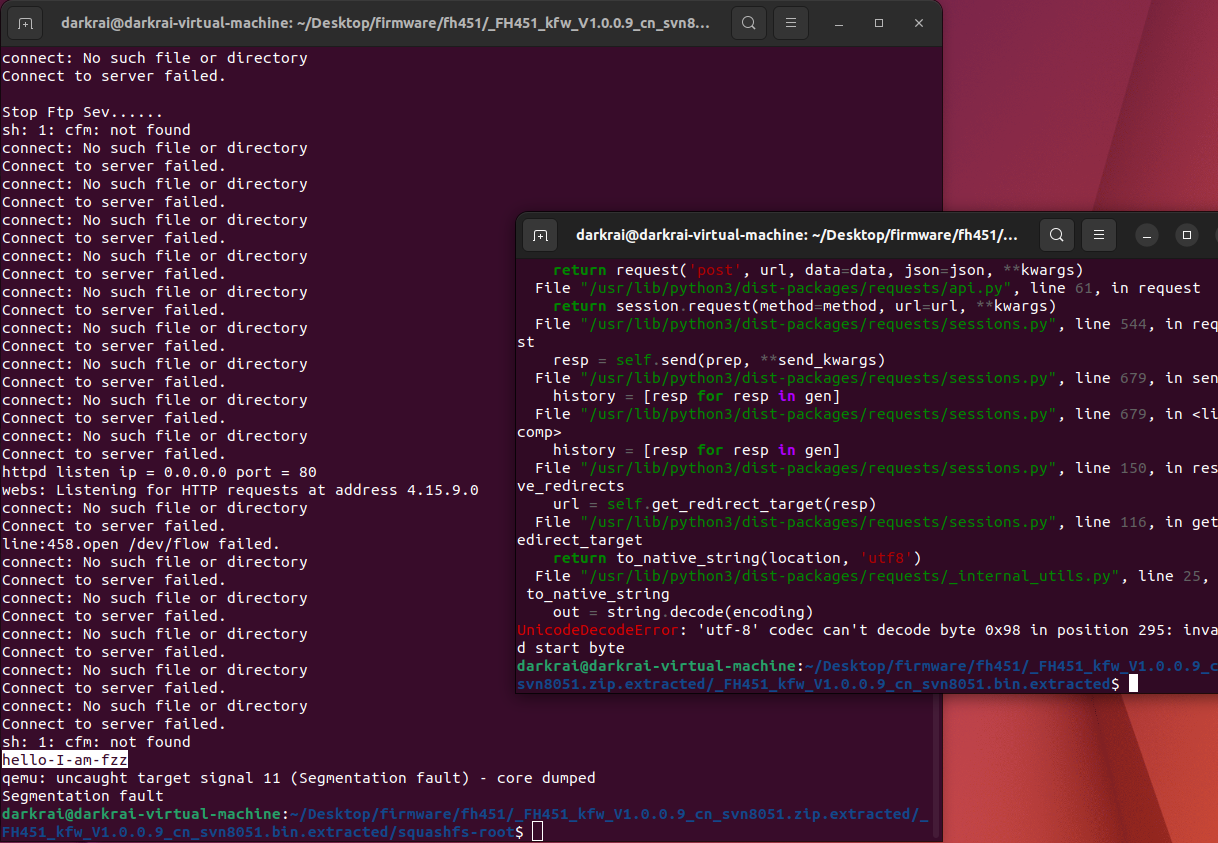 darkrai@darkrai-virtual-machine: ~/Desktop/firmware/fh451/_FH451_kfw_V1.0.0.9_cn_svn8...
connect: No such file or directory
Connect to server failed.
Stop Ftp Sev......
sh: 1: cfm: not found
connect: No such file or directory
Connect to server failed.
connect: No such file or directory
Connect to server failed.
connect: No such file or directory
Connect to server failed.
connect: No such file or directory
Connect to server failed.
connect: No such file or directory
Connect to server failed.
connect: No such file or directory
Connect to server failed.
connect: No such file or directory
Connect to server failed.
connect: No such file or directory
Connect to server failed.
connect: No such file or directory
Connect to server failed.
httpd listen ip = 0.0.0.0 port = 80
webs: Listening for HTTP requests at address 4.15.9.0
connect: No such file or directory
Connect to server failed.
line:458.open /dev/flow failed.
connect: No such file or directory
Connect to server failed.
connect: No such file or directory
Connect to server failed.
connect: No such file or directory
Connect to server failed.
connect: No such file or directory
Connect to server failed.
connect: No such file or directory
Connect to server failed.
sh: 1: cfm: not found
hello-I-am-fzz
qemu: uncaught target signal 11 (Segmentation fault) - core dumped
Segmentation fault
darkrai@darkrai-virtual-machine:~/Desktop/firmware/fh451/_FH451_kfw_V1.0.0.9_cn_svn8051.zip.extracted/_
FH451_kfw_V1.0.0.9_cn_svn8051.bin.extracted/squashfs-root$
darkrai@darkrai-virtual-machine: ~/Desktop/firmware/fh451/...
return request('post', url, data=data, json=json, **kwargs)
File "/usr/lib/python3/dist-packages/requests/api.py", line 61, in request
return session.request(method=method, url=url, **kwargs)
File "/usr/lib/python3/dist-packages/requests/sessions.py", line 544, in req
st
resp = self.send(prep, **send_kwargs)
File "/usr/lib/python3/dist-packages/requests/sessions.py", line 679, in sen
history = [resp for resp in gen]
File "/usr/lib/python3/dist-packages/requests/sessions.py", line 679, in <li
comp>
history = [resp for resp in gen]
File "/usr/lib/python3/dist-packages/requests/sessions.py", line 150, in res
ve_redirects
url = self.get_redirect_target(resp)
File "/usr/lib/python3/dist-packages/requests/sessions.py", line 116, in get
edirect_target
return to_native_string(location, 'utf8')
File "/usr/lib/python3/dist-packages/requests/_internal_utils.py", line 25,
to_native_string
out = string.decode(encoding)
UnicodeDecodeError: 'utf-8' codec can't decode byte 0x98 in position 295: inva
d start byte
darkrai@darkrai-virtual-machine:~/Desktop/firmware/fh451/_FH451_kfw_V1.0.0.9_c
svn8051.zip.extracted/_FH451_kfw_V1.0.0.9_cn_svn8051.bin.extracted$